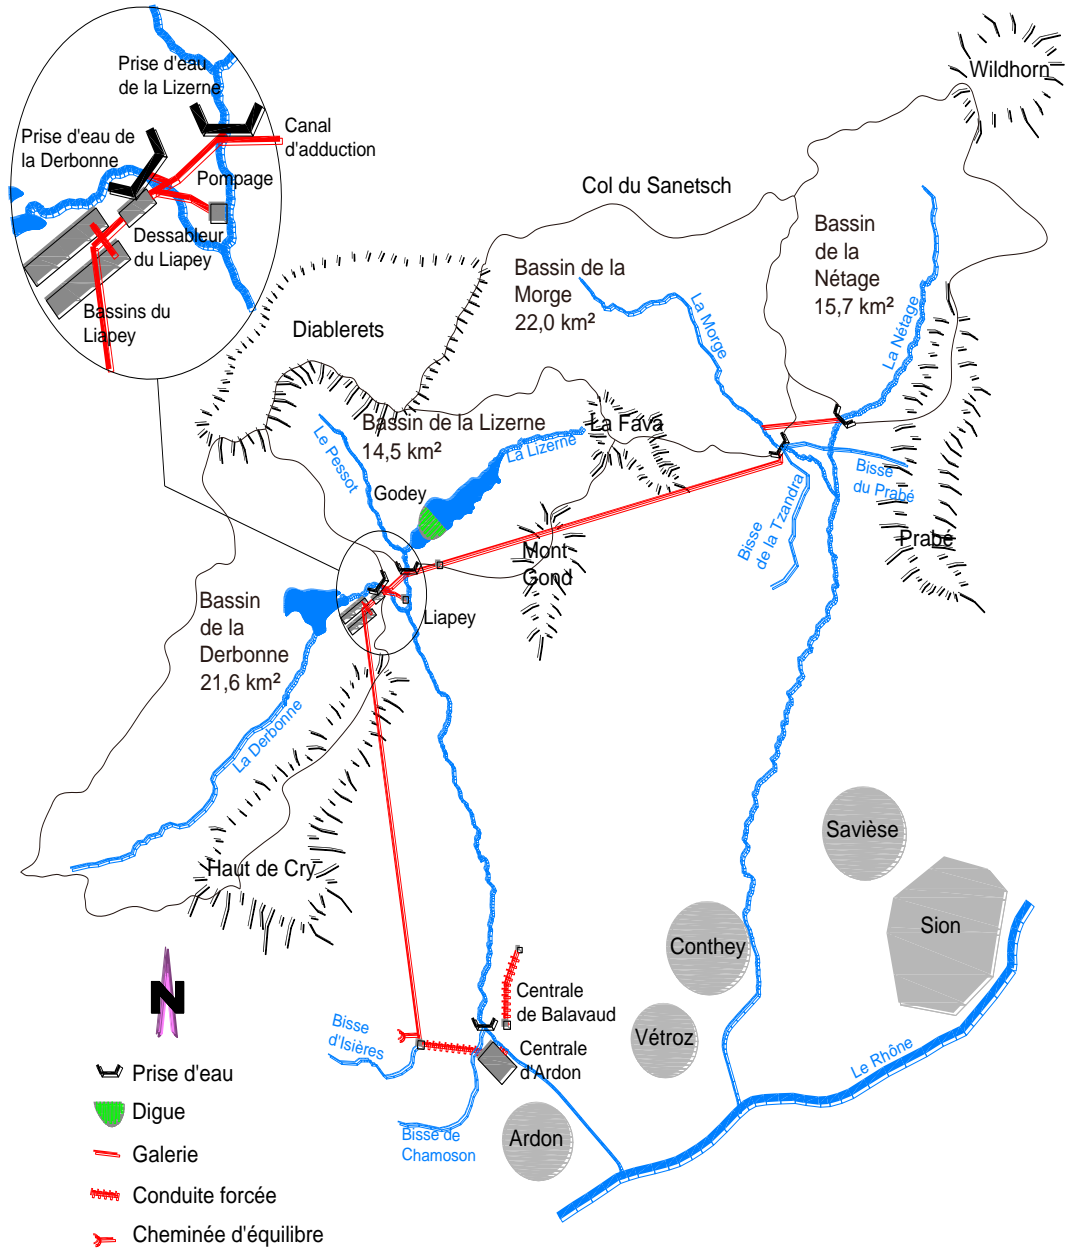 Prise d'eau
de la Lizerne
Prise d'eau de
la Derbonne
Canal
d'adduction
Pompage
Dessableur
du Liapey
Bassins du
Liapey
Wildhorn
Col du Sanetsch
Bassin
de la
Nétage
15,7 km²
Bassin de la
Morge
22,0 km²
La Morge
La Nétage
Diablerets
Bassin de la Lizerne
14,5 km²
Le Pessot
La Lizerne
La Fava
Godey
Bisse
du Prabé
Bisse
de la Tzandra
Prabé
Mont
Gond
Bassin
de la
Derbonne
21,6 km²
Liapey
La Derbonne
Haut de Cry
Savièse
Sion
Conthey
Vétroz
Centrale
de Balavaud
Bisse
d'Isières
Centrale
d'Ardon
Le Rhône
Ardon
Bisse de
Chamoson
N
Prise d'eau
Digue
Galerie
Conduite forcée
Cheminée d'équilibre